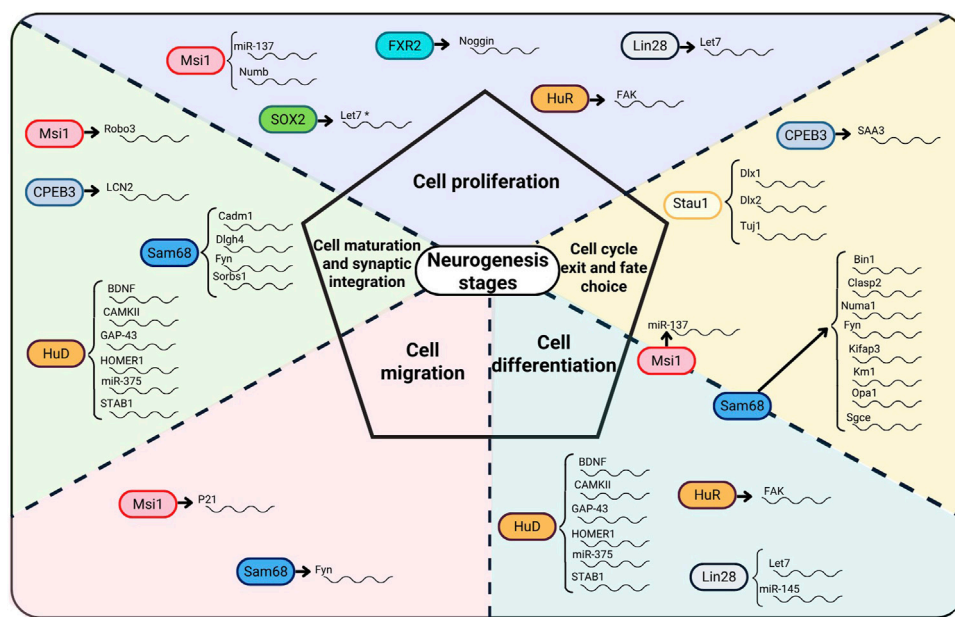 Msi1
miR-137
Numb
FXR2
Noggin
Lin28
Let7
HuR
FAK
SOX2
Let7 *
Cell proliferation
Msi1
Robo3
CPEB3
LCN2
Sam68
Cadm1
Dlgh4
Fyn
Sorbs1
HuD
BDNF
CAMKII
GAP-43
HOMER1
miR-375
STAB1
Cell maturation
and synaptic
integration
Neurogenesis
stages
CPEB3
SAA3
Stau1
Dlx1
Dlx2
Tuj1
Cell cycle
exit and fate
choice
miR-137
Msi1
Sam68
Bin1
Clasp2
Numa1
Fyn
Kifap3
Km1
Opa1
Sgce
Cell
migration
Msi1
P21
Sam68
Fyn
Cell
differentiation
HuD
BDNF
CAMKII
GAP-43
HOMER1
miR-375
STAB1
HuR
FAK
Lin28
Let7
miR-145